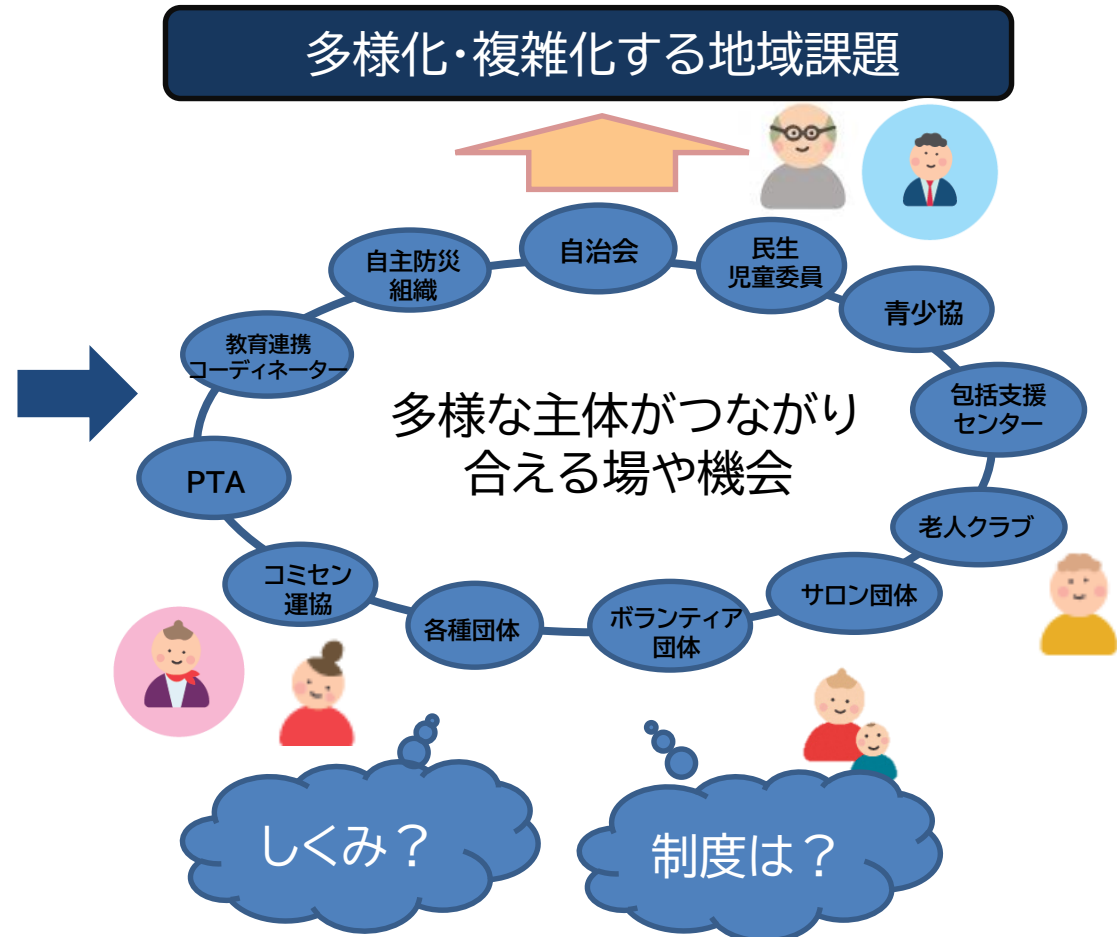 多様化・複雑化する地域課題
自治会
民生
児童委員
自主防災
組織
青少協
教育連携
コーディネーター
包括支援
センター
多様な主体がつながり
合える場や機会
PTA
老人クラブ
コミセン
運協
サロン団体
各種団体
ボランティア
団体
しくみ？
制度は？